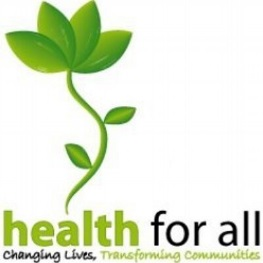 health for all
Changing Lives, Transforming Communities